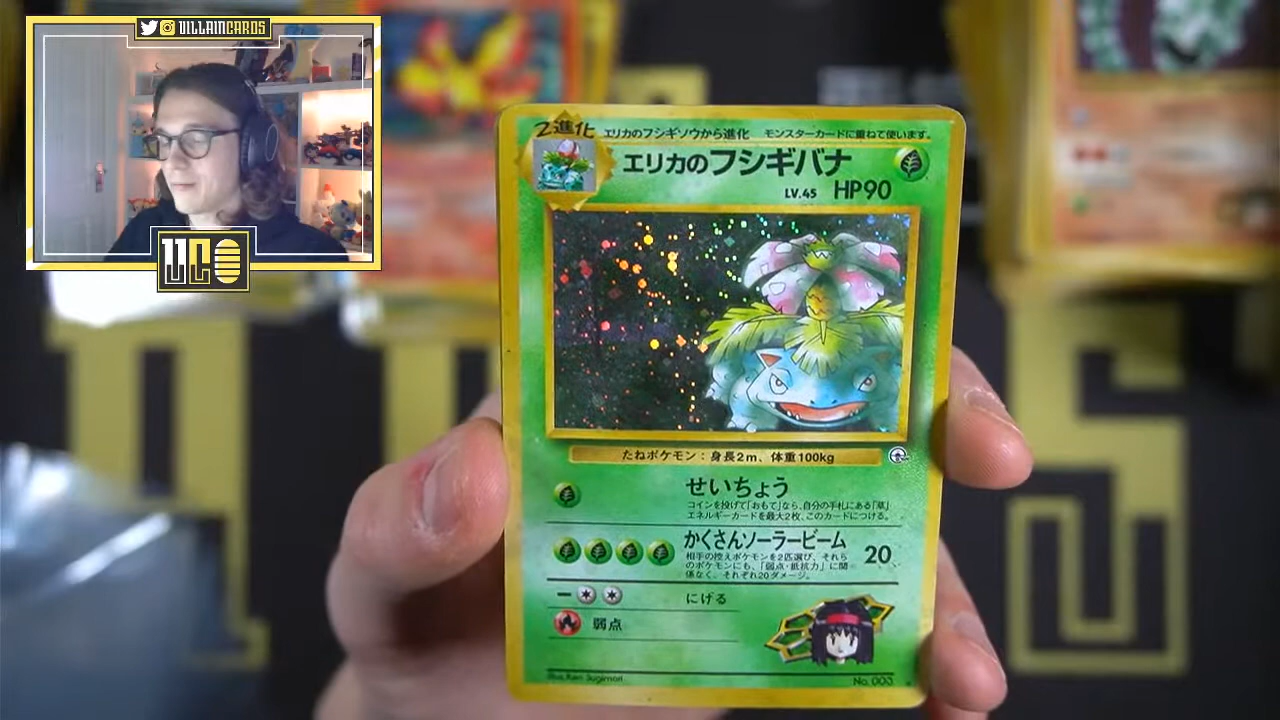 VILLAINCARDS
VC
2進化 エリカのフシギソウから進化 モンスターカードに重ねて使います。
エリカのフシギバナ
LV.45 HP90
たねポケモン：身長2m、体重100kg
せいちょう
コインを投げて「おもて」なら、自分の手札にある「草」
エネルギーカードを最大2枚、このカードにつける。
かくさんソーラービーム 20
相手の控えポケモンを2匹選び、それら
のポケモンにも、「弱点・抵抗力」に関
係なく、それぞれ20ダメージ。
ー にげる
弱点
Illus. Ken Sugimori No. 003